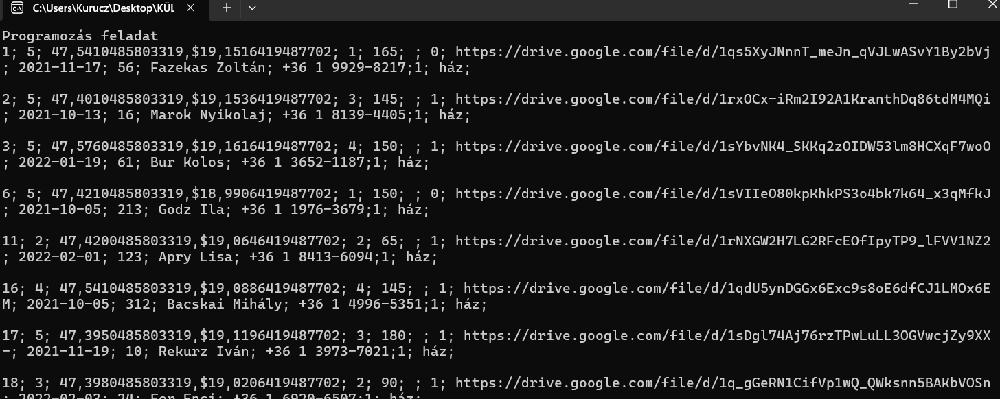 C:\Users\Kurucz\Desktop\KÜL
Programozás feladat
1; 5; 47,5410485803319,$19,1516419487702; 1; 165; ; 0; https://drive.google.com/file/d/1qs5XyJNnnT_meJn_qVJLwASvY1By2bVj
; 2021-11-17; 56; Fazekas Zoltán; +36 1 9929-8217;1; ház;
2; 5; 47,4010485803319,$19,1536419487702; 3; 145; ; 1; https://drive.google.com/file/d/1rxOCx-iRm2I92A1KranthDq86tdM4MQi
; 2021-10-13; 16; Marok Nyikolaj; +36 1 8139-4405;1; ház;
3; 5; 47,5760485803319,$19,1616419487702; 4; 150; ; 1; https://drive.google.com/file/d/1sYbvNK4_SKKq2zOIDW53lm8HCXqF7woO
; 2022-01-19; 61; Bur Kolos; +36 1 3652-1187;1; ház;
6; 5; 47,4210485803319,$18,9906419487702; 1; 150; ; 0; https://drive.google.com/file/d/1sVIIeO80kpKhkPS3o4bk7k64_x3qMfkJ
; 2021-10-05; 213; Godz Ila; +36 1 1976-3679;1; ház;
11; 2; 47,4200485803319,$19,0646419487702; 2; 65; ; 1; https://drive.google.com/file/d/1rNXGW2H7LG2RFcEOfIpyTP9_lFVV1NZ2
; 2022-02-01; 123; Apry Lisa; +36 1 8413-6094;1; ház;
16; 4; 47,5410485803319,$19,0886419487702; 4; 145; ; 1; https://drive.google.com/file/d/1qdU5ynDGGx6Exc9s8oE6dfCJ1LMOx6E
M; 2021-10-05; 312; Bacskai Mihály; +36 1 4996-5351;1; ház;
17; 5; 47,3950485803319,$19,1196419487702; 3; 180; ; 1; https://drive.google.com/file/d/1sDgl74Aj76rzTPwLuLL3OGVwcjZy9XX
-; 2021-11-19; 10; Rekurz Iván; +36 1 3973-7021;1; ház;
18; 3; 47,3980485803319,$19,0206419487702; 2; 90; ; 1; https://drive.google.com/file/d/1q_gGeRN1CifVp1wQ_QWksnn5BAKbVOSn
; 2022-02-03; 24; Fer Enci; +36 1 6920-6507;1; ház;